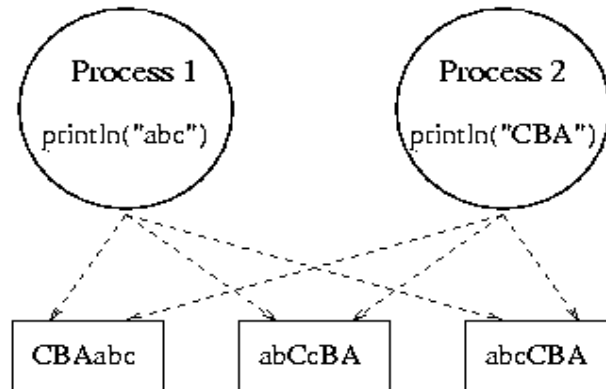 Process 1
println("abc")
Process 2
println("CBA")
CBAabc
abCcBA
abcCBA